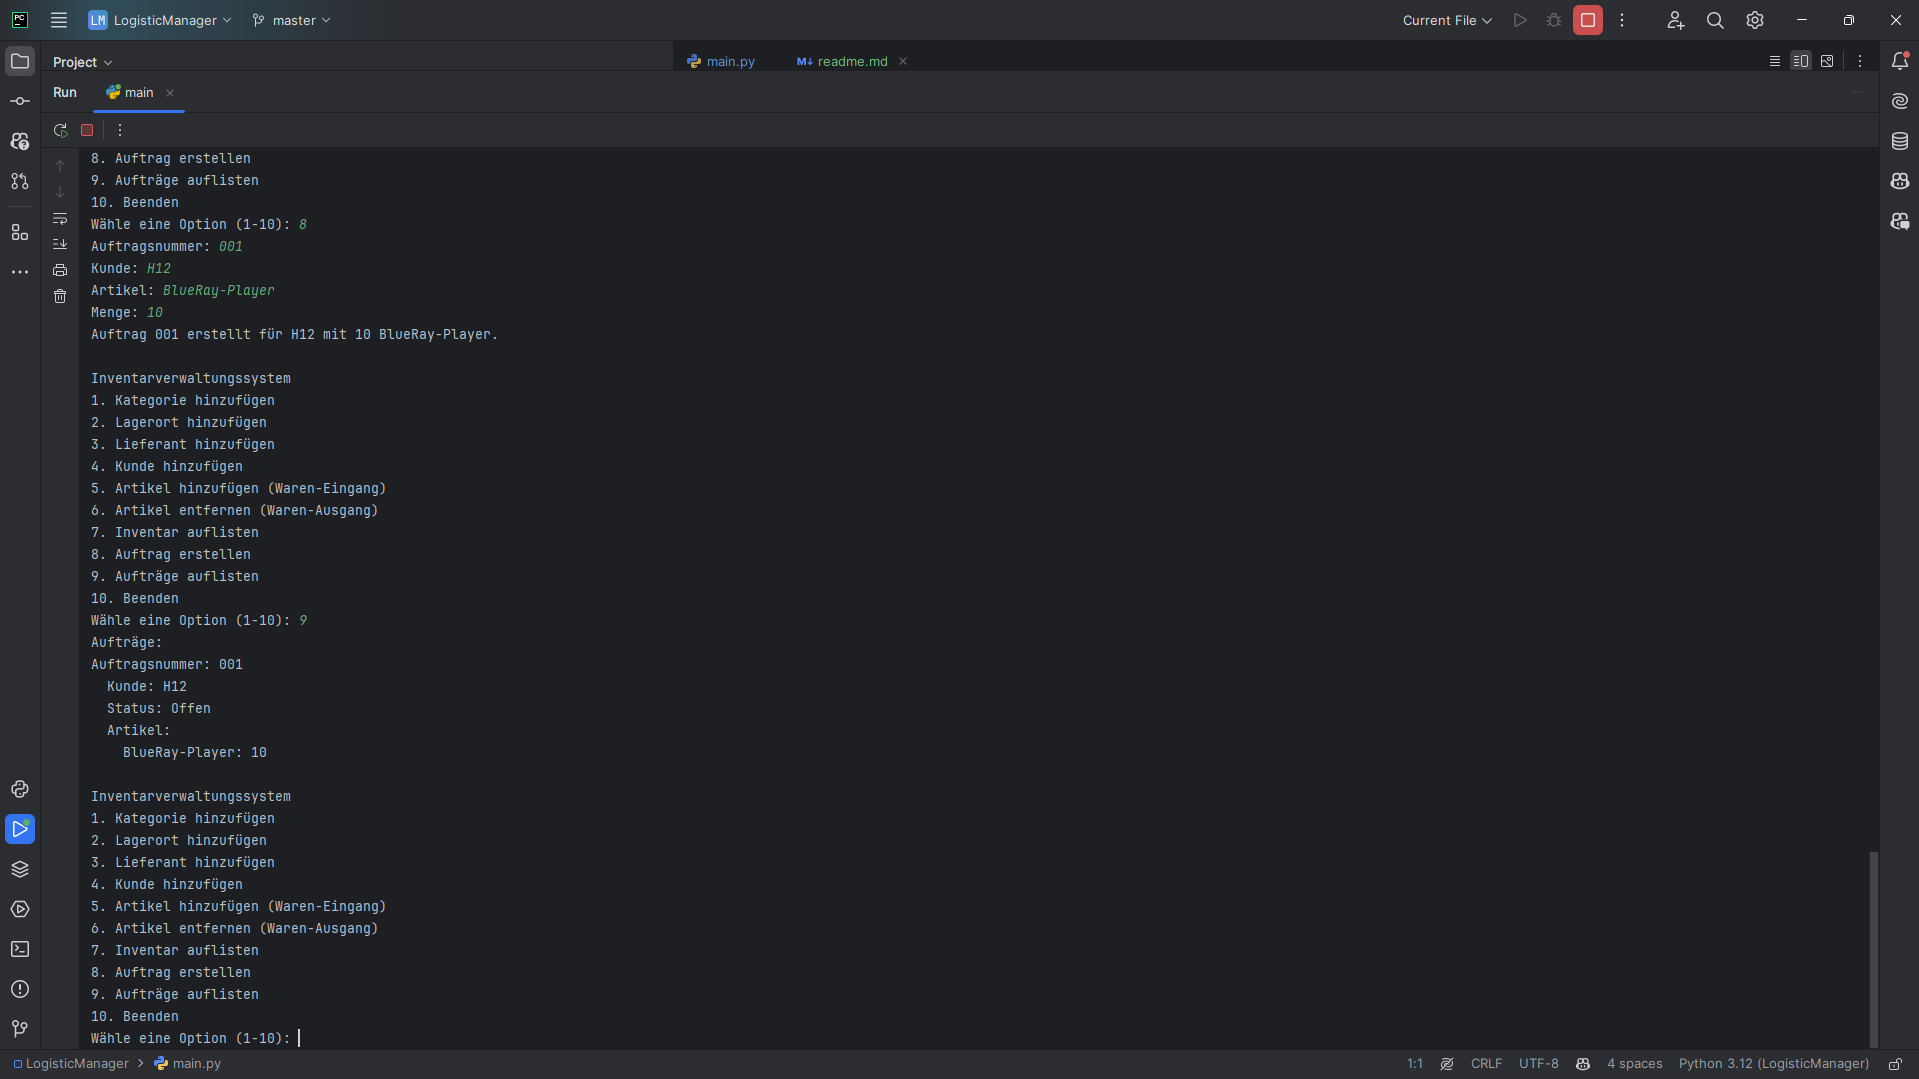 PC
LM LogisticManager master Current File
Project main.py M↓ readme.md
Run main
8. Auftrag erstellen
9. Aufträge auflisten
10. Beenden
Wähle eine Option (1-10): 8
Auftragsnummer: 001
Kunde: H12
Artikel: BlueRay-Player
Menge: 10
Auftrag 001 erstellt für H12 mit 10 BlueRay-Player.
Inventarverwaltungssystem
1. Kategorie hinzufügen
2. Lagerort hinzufügen
3. Lieferant hinzufügen
4. Kunde hinzufügen
5. Artikel hinzufügen (Waren-Eingang)
6. Artikel entfernen (Waren-Ausgang)
7. Inventar auflisten
8. Auftrag erstellen
9. Aufträge auflisten
10. Beenden
Wähle eine Option (1-10): 9
Aufträge:
Auftragsnummer: 001
Kunde: H12
Status: Offen
Artikel:
BlueRay-Player: 10
Inventarverwaltungssystem
1. Kategorie hinzufügen
2. Lagerort hinzufügen
3. Lieferant hinzufügen
4. Kunde hinzufügen
5. Artikel hinzufügen (Waren-Eingang)
6. Artikel entfernen (Waren-Ausgang)
7. Inventar auflisten
8. Auftrag erstellen
9. Aufträge auflisten
10. Beenden
Wähle eine Option (1-10):
LogisticManager > main.py 1:1 CRLF UTF-8 4 spaces Python 3.12 (LogisticManager)